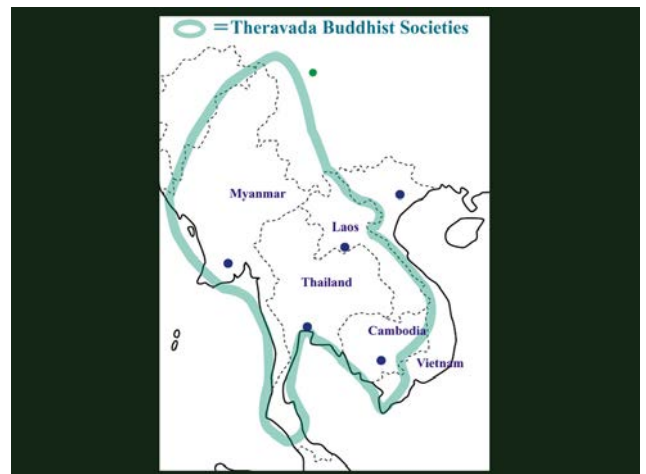 = Theravada Buddhist Societies
Myanmar
Laos
Thailand
Cambodia
Vietnam